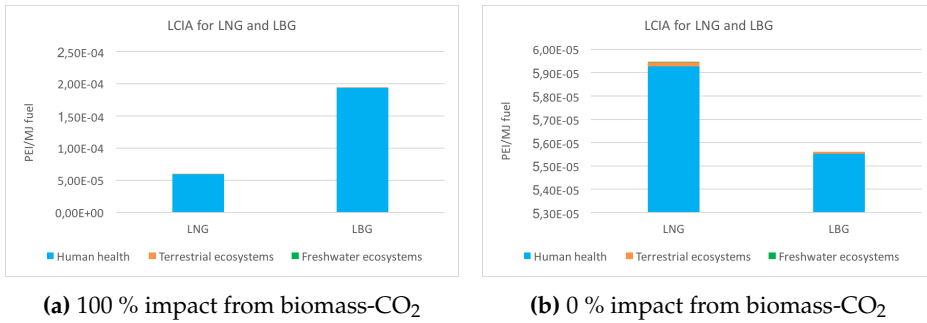 LCIA for LNG and LBG
PEI/MJ fuel
2,50E-04
2,00E-04
1,50E-04
1,00E-04
5,00E-05
0,00E+00
LNG LBG
Human health Terrestrial ecosystems Freshwater ecosystems
(a) 100 % impact from biomass-CO₂
LCIA for LNG and LBG
PEI/MJ fuel
6,00E-05
5,90E-05
5,80E-05
5,70E-05
5,60E-05
5,50E-05
5,40E-05
5,30E-05
LNG LBG
Human health Terrestrial ecosystems Freshwater ecosystems
(b) 0 % impact from biomass-CO₂